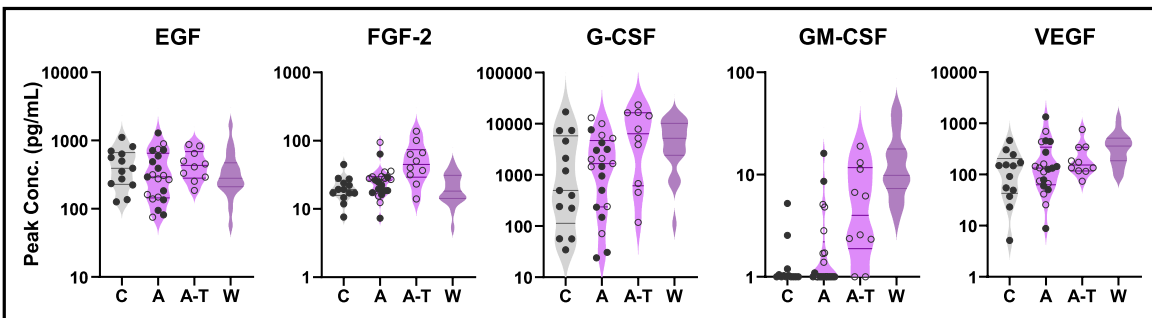 EGF FGF-2 G-CSF GM-CSF VEGF
Peak Conc. (pg/mL)
10000 1000 100000 100 10000
1000 100 10000 10 1000
100 10 1000 1 100
10 1 100 10
10 1
C A A-T W C A A-T W C A A-T W C A A-T W C A A-T W